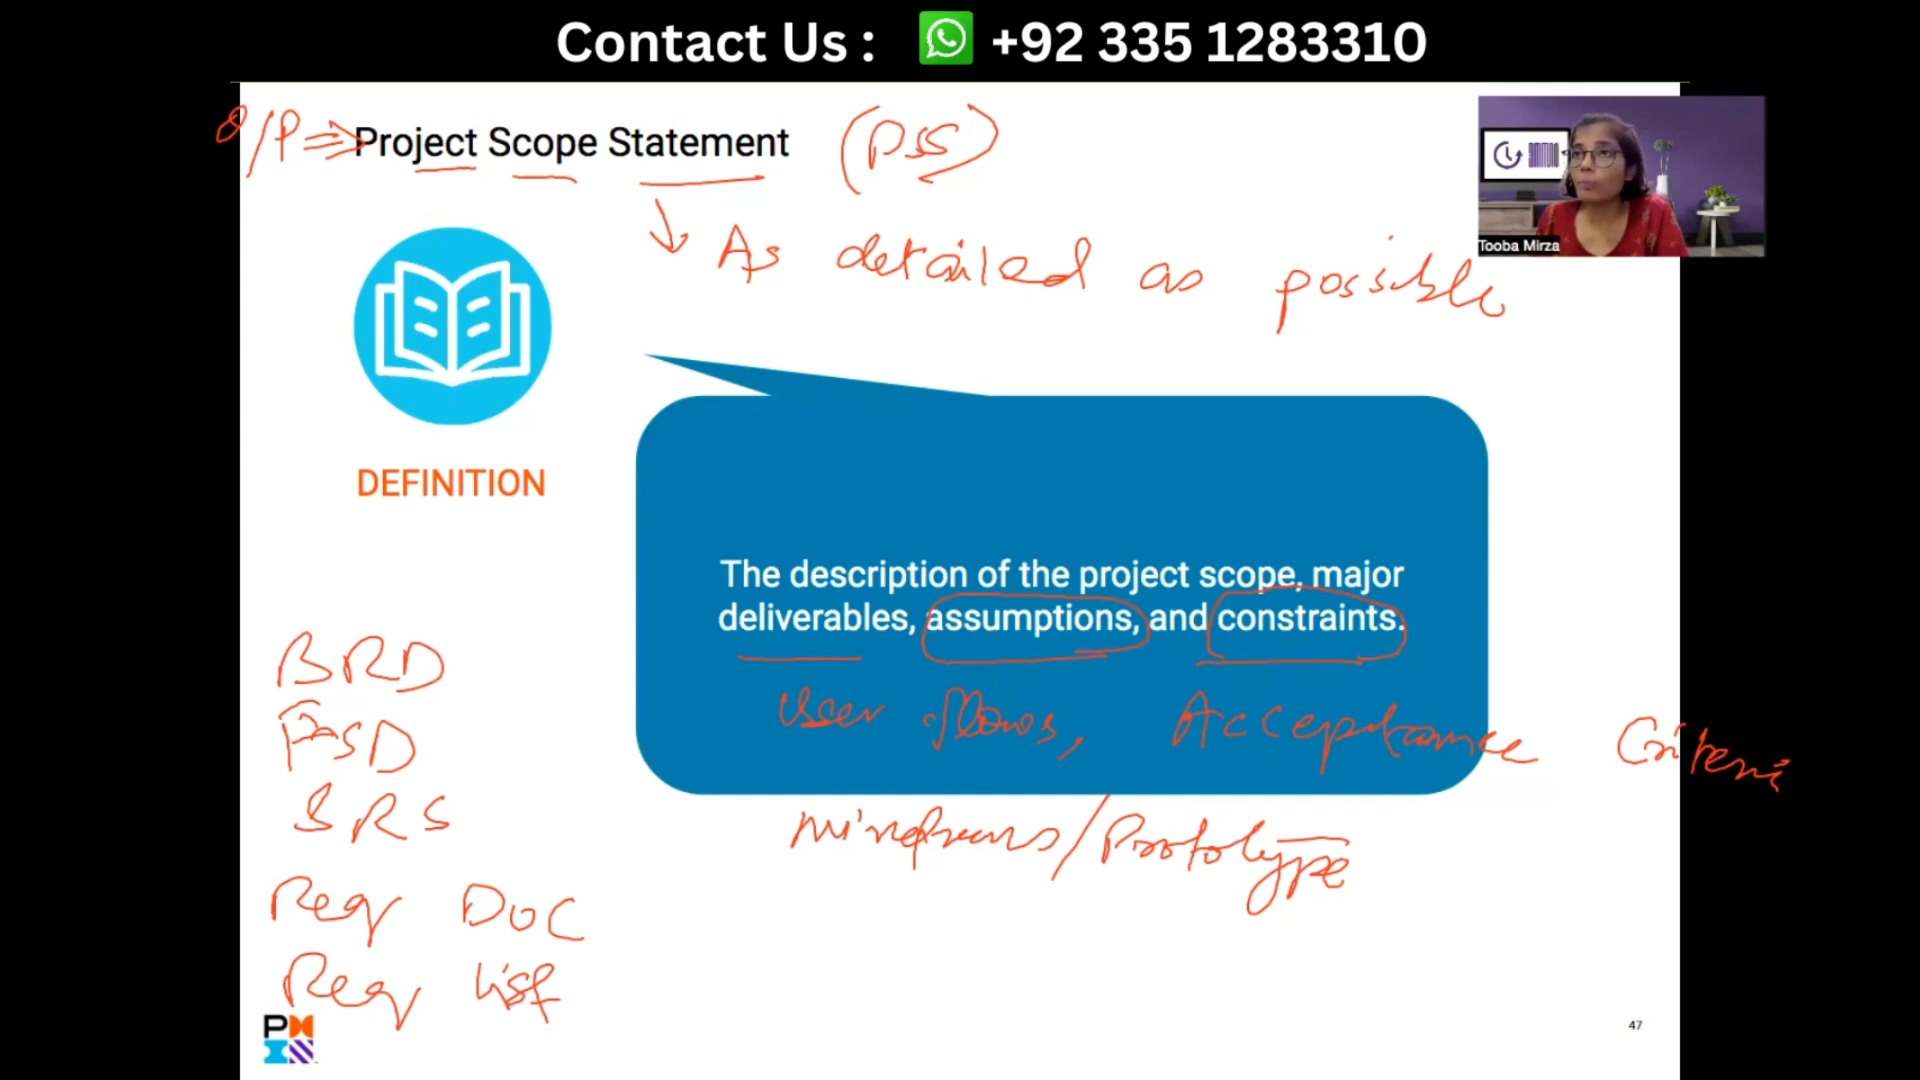 Contact Us : +92 335 1283310
O/P => Project Scope Statement (PSS)
Tooba Mirza
As detailed as possible
DEFINITION
The description of the project scope, major
deliverables, assumptions, and constraints.
User flows, Acceptance Criteria
/Prototype
BRD
FSD
SRS
Req DOC
Req list
47